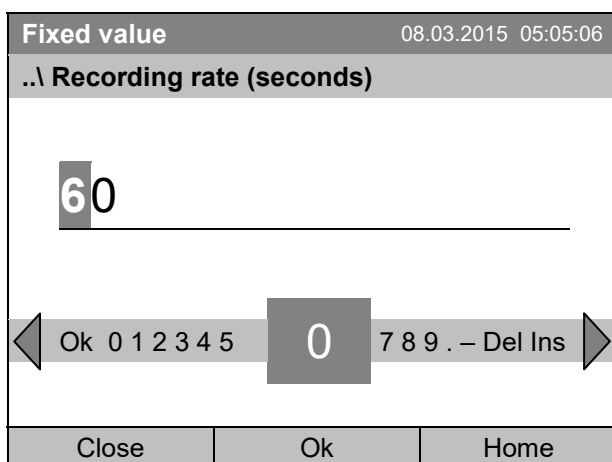 Fixed value 08.03.2015 05:05:06
..\ Recording rate (seconds)
60
Ok 0 1 2 3 4 5 0 7 8 9 . – Del Ins
Close Ok Home